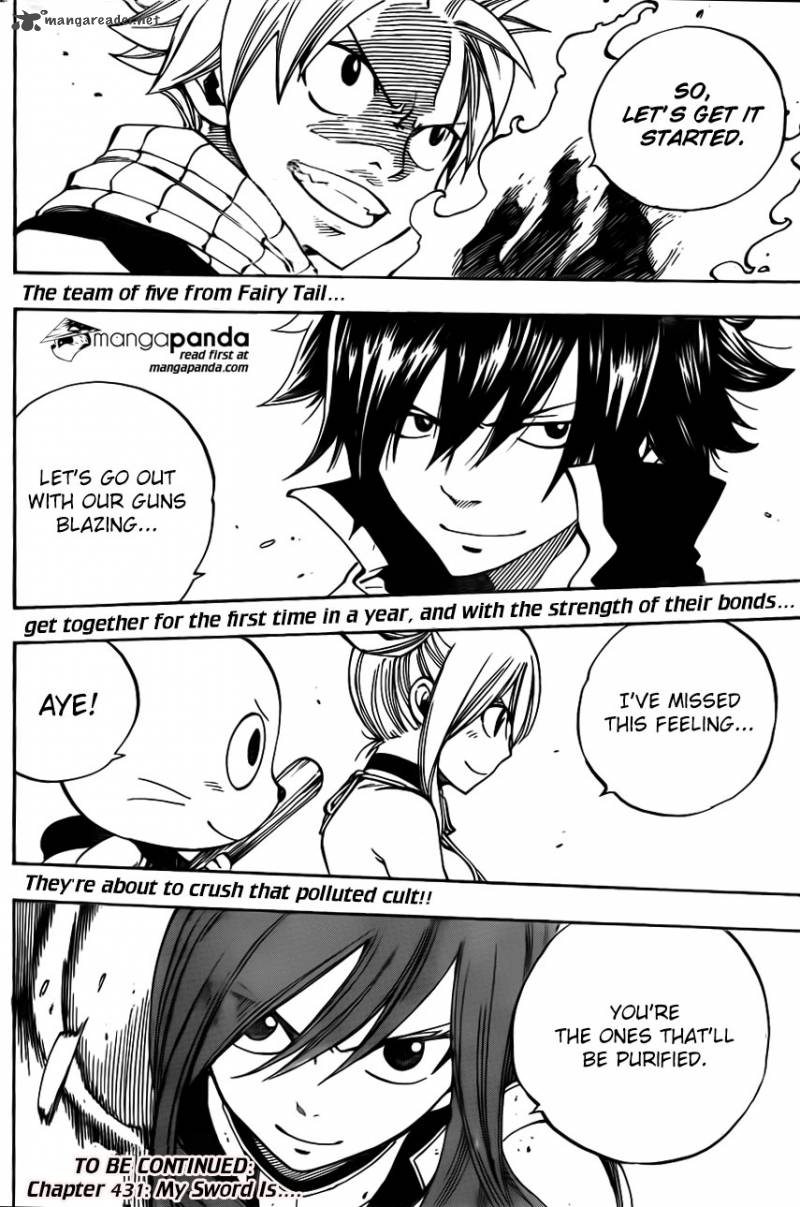 mangareader.net
SO,
LET'S GET IT
STARTED.
The team of five from Fairy Tail...
mangapanda
read first at
mangapanda.com
LET'S GO OUT
WITH OUR GUNS
BLAZING...
get together for the first time in a year, and with the strength of their bonds...
AYE!
I'VE MISSED
THIS FEELING...
They're about to crush that polluted cult!!
YOU'RE
THE ONES THAT'LL
BE PURIFIED.
TO BE CONTINUED:
Chapter 431: My Sword Is....